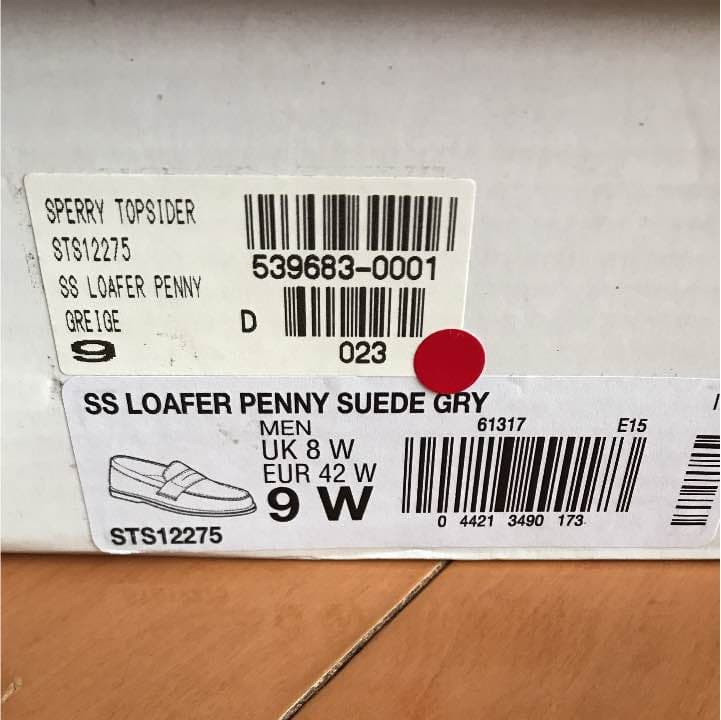 SPERRY TOPSIDER
STS12275
539683-0001
SS LOAFER PENNY
GREIGE
D
023
9
SS LOAFER PENNY SUEDE GRY
MEN
61317
E15
UK 8 W
EUR 42 W
9 W
0 4421 3490 173
STS12275